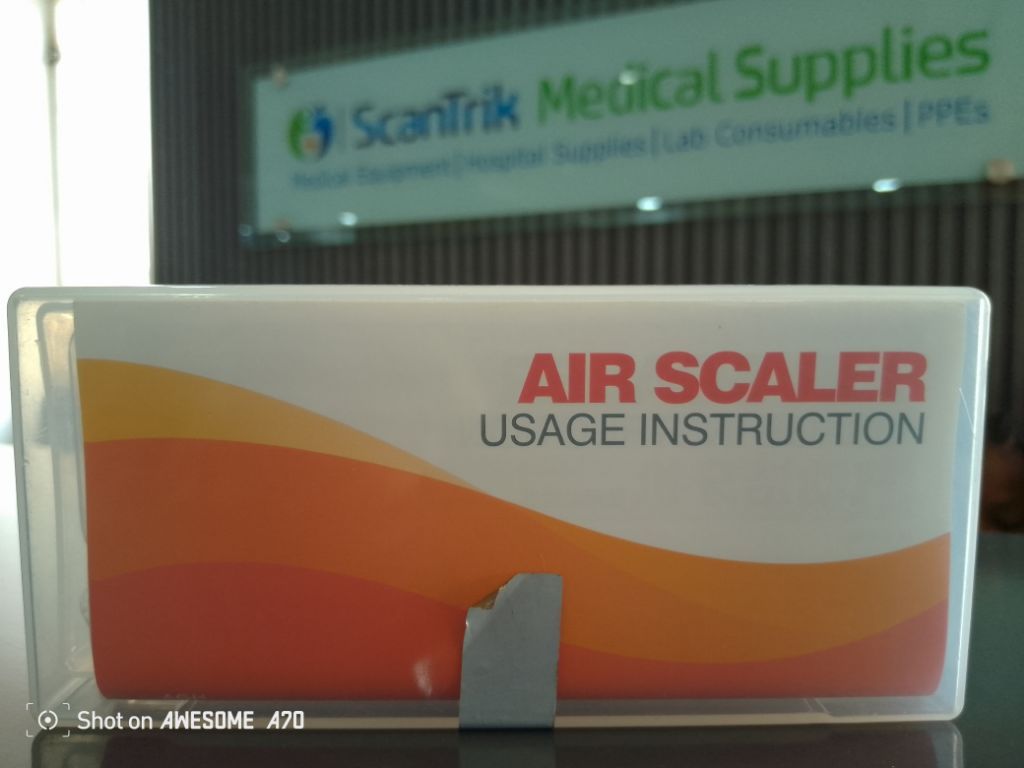 ScanTrik Medical Supplies
Medical Equipment | Hospital Supplies | Lab Consumables | PPEs
AIR SCALER
USAGE INSTRUCTION
Shot on AWESOME A70